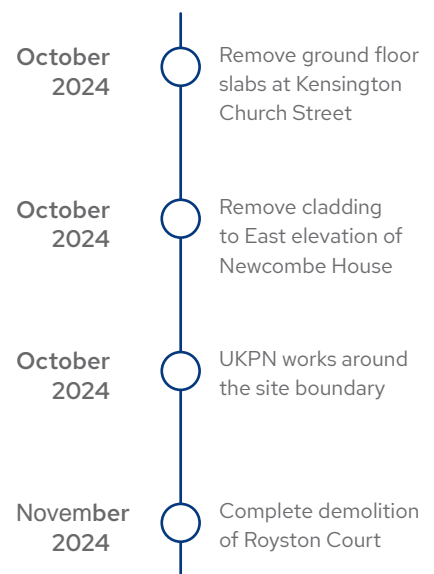 October
2024
Remove ground floor
slabs at Kensington
Church Street
October
2024
Remove cladding
to East elevation of
Newcombe House
October
2024
UKPN works around
the site boundary
November
2024
Complete demolition
of Royston Court